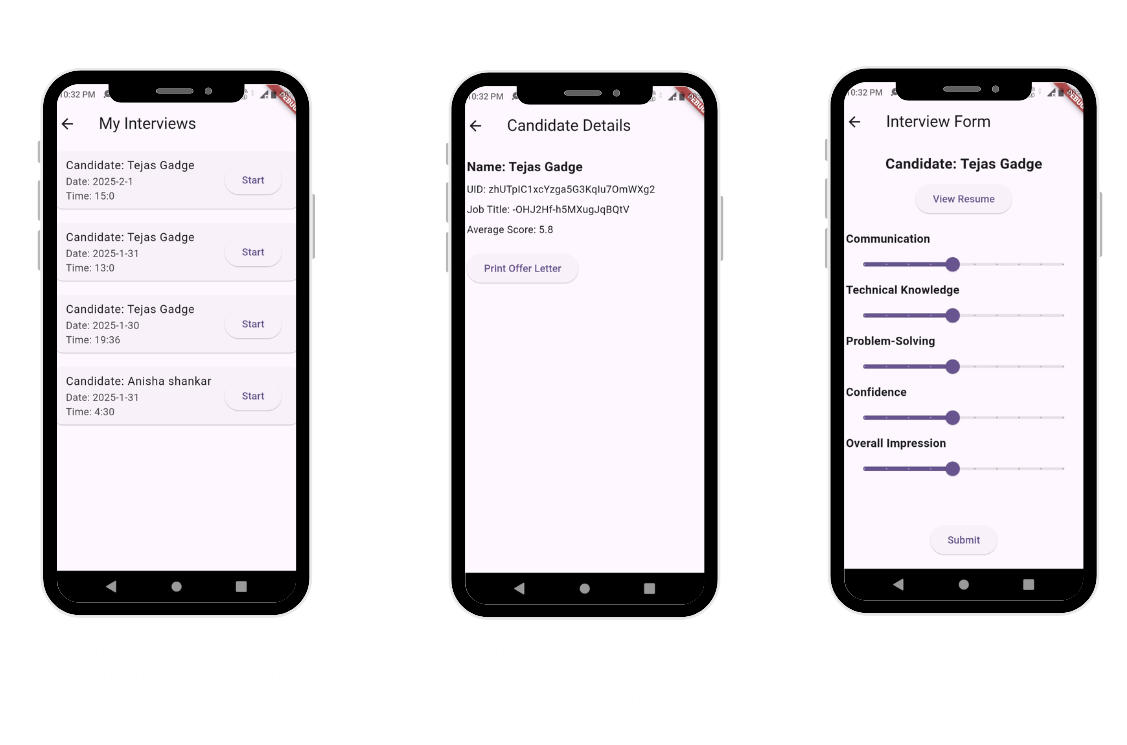 10:32 PM
My Interviews
Candidate: Tejas Gadge
Date: 2025-2-1
Time: 15:0
Start
Candidate: Tejas Gadge
Date: 2025-1-31
Time: 13:0
Start
Candidate: Tejas Gadge
Date: 2025-1-30
Time: 19:36
Start
Candidate: Anisha shankar
Date: 2025-1-31
Time: 4:30
Start
10:32 PM
Candidate Details
Name: Tejas Gadge
UID: zhUTpIC1xcYzga5G3KqIu7OmWXg2
Job Title: -OHJ2Hf-h5MXugJqBQtV
Average Score: 5.8
Print Offer Letter
10:32 PM
Interview Form
Candidate: Tejas Gadge
View Resume
Communication
Technical Knowledge
Problem-Solving
Confidence
Overall Impression
Submit